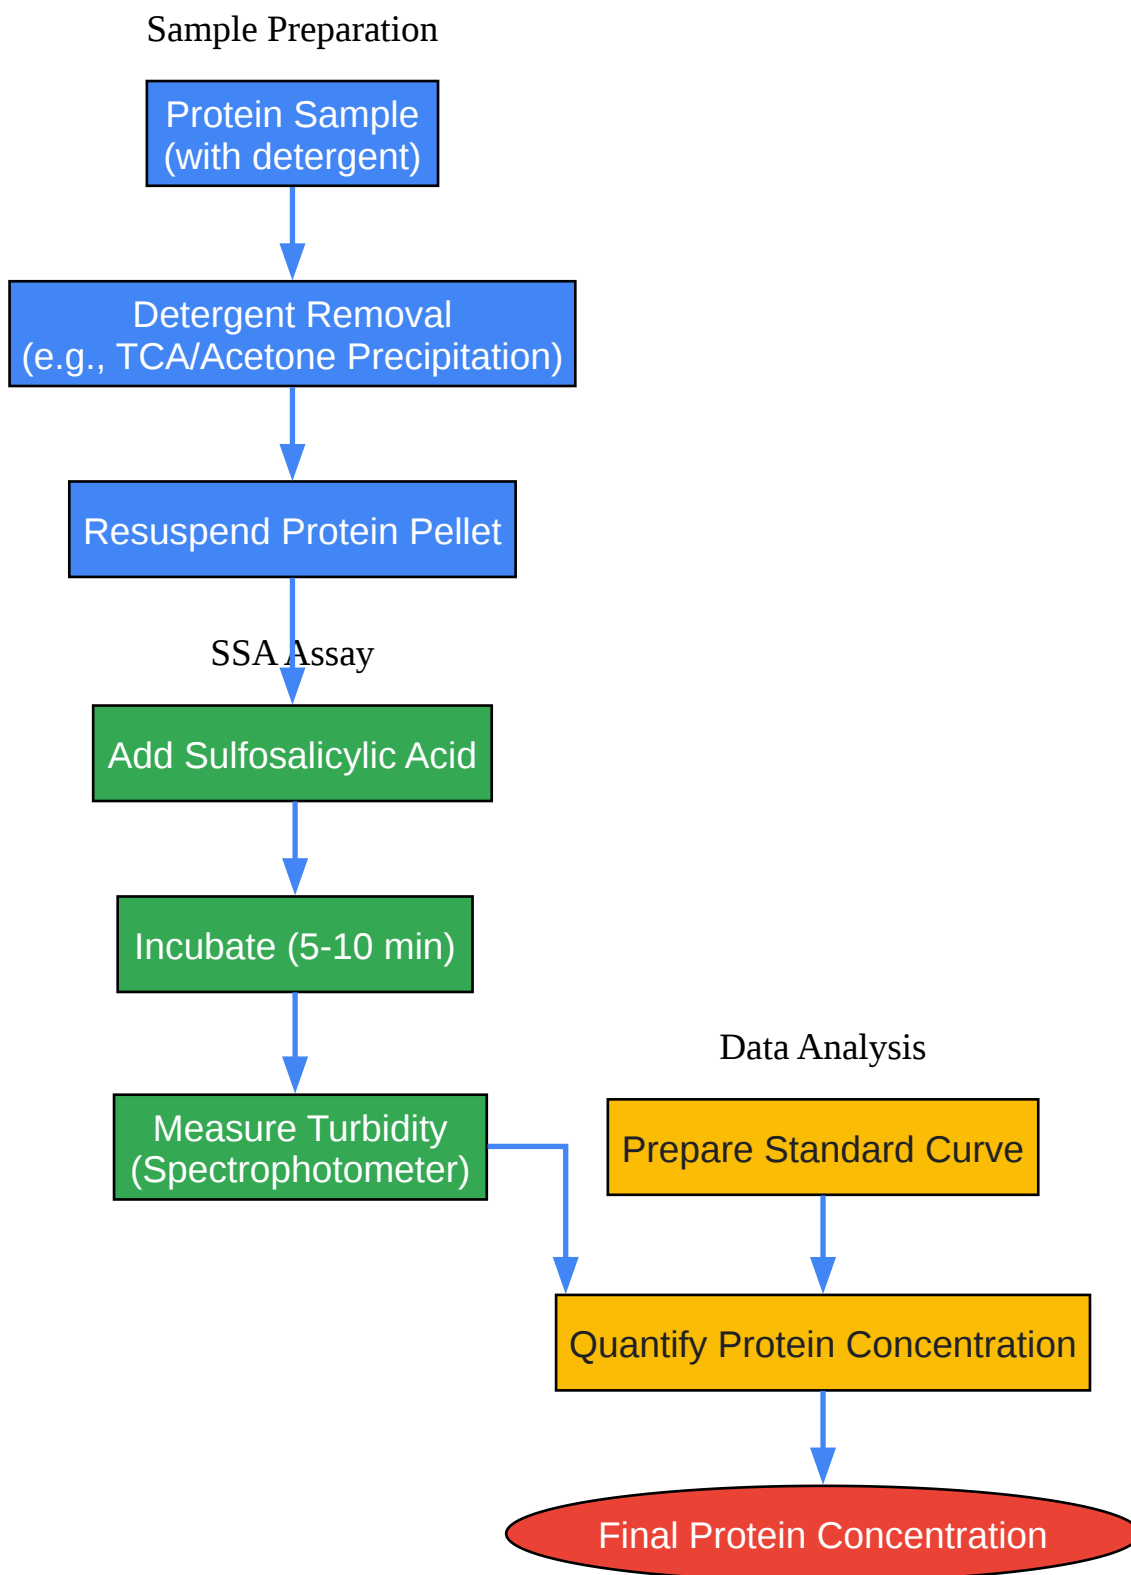 Sample Preparation
Protein Sample
(with detergent)
Detergent Removal
(e.g., TCA/Acetone Precipitation)
Resuspend Protein Pellet
SSA Assay
Add Sulfosalicylic Acid
Incubate (5-10 min)
Measure Turbidity
(Spectrophotometer)
Data Analysis
Prepare Standard Curve
Quantify Protein Concentration
Final Protein Concentration